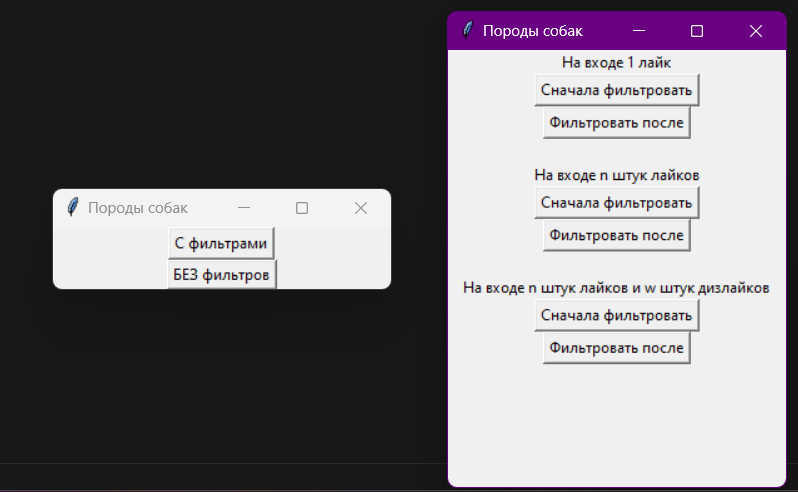 Породы собак
С фильтрами
БЕЗ фильтров
Породы собак
На входе 1 лайк
Сначала фильтровать
Фильтровать после
На входе n штук лайков
Сначала фильтровать
Фильтровать после
На входе n штук лайков и w штук дизлайков
Сначала фильтровать
Фильтровать после